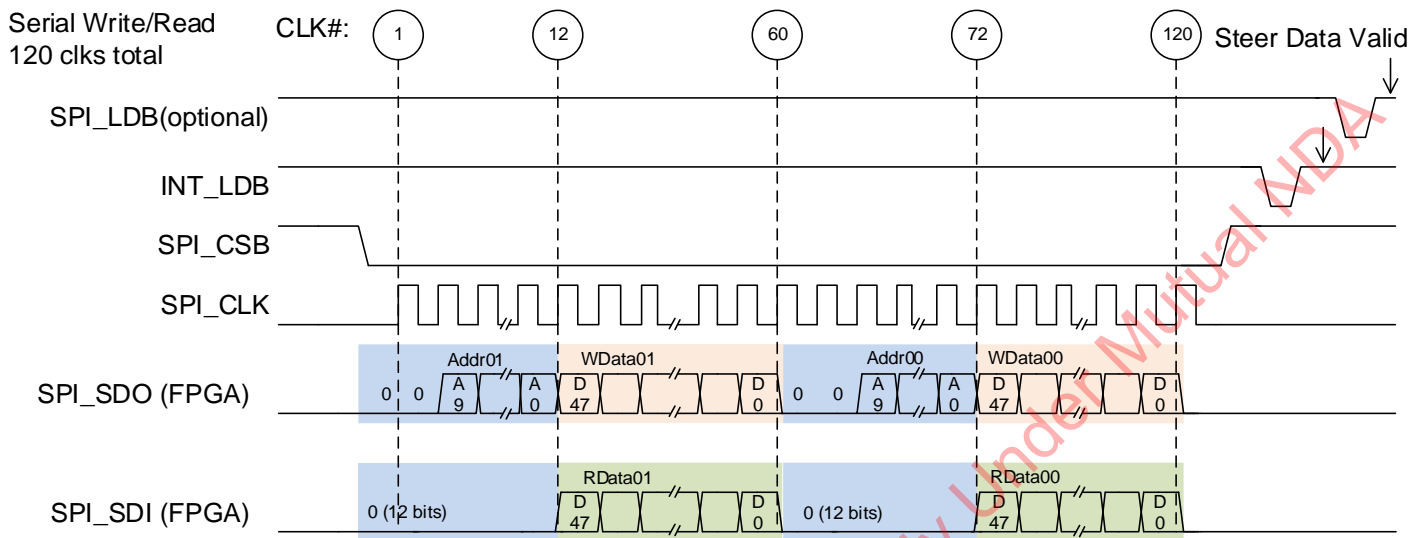 Serial Write/Read
120 clks total
CLK#:
1
12
60
72
120
Steer Data Valid
SPI_LDB(optional)
INT_LDB
SPI_CSB
SPI_CLK
SPI_SDO (FPGA)
Addr01
WData01
Addr00
WData00
0 0 A 9 A 0 D 47 D 0 0 0 A 9 A 0 D 47 D 0
SPI_SDI (FPGA)
RData01
RData00
0 (12 bits) D 47 D 0 0 (12 bits) D 47 D 0
Under Mutual NDA